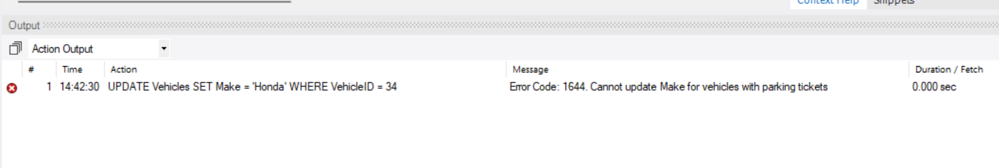 Context Help Snippets
Output
Action Output
# Time Action Message Duration / Fetch
1 14:42:30 UPDATE Vehicles SET Make = 'Honda' WHERE VehicleID = 34 Error Code: 1644. Cannot update Make for vehicles with parking tickets 0.000 sec